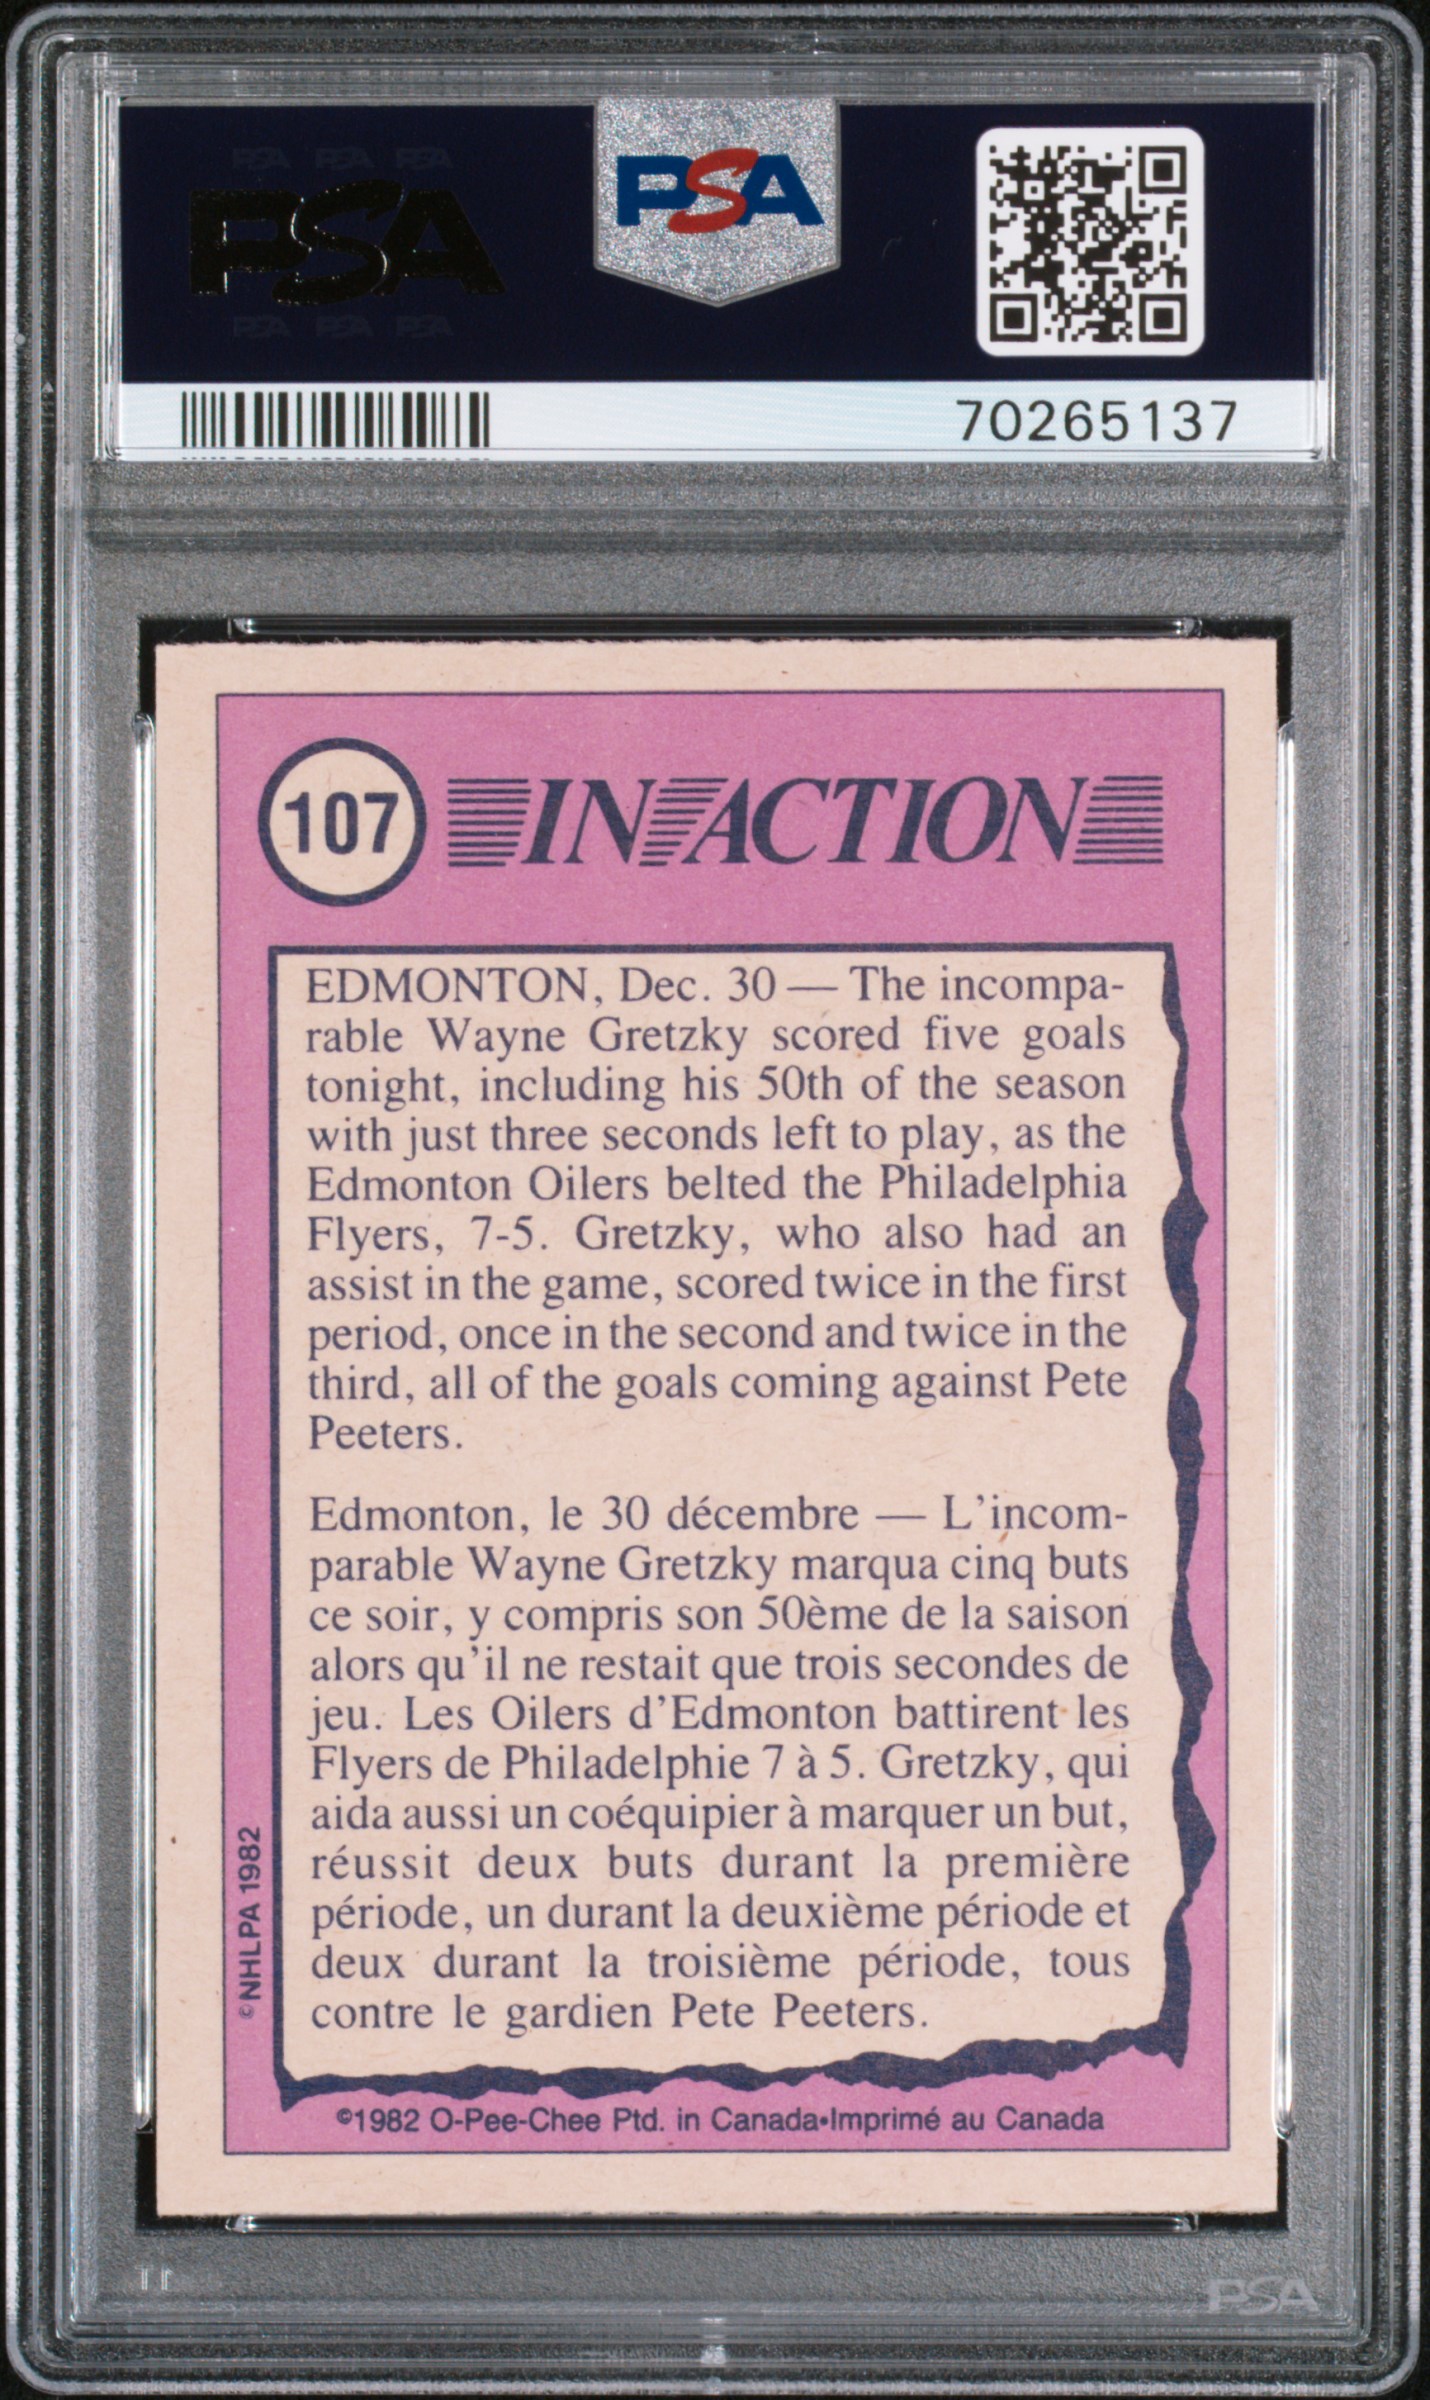 PSA PSA PSA
PSA
PSA PSA PSA
PSA
70265137
107
IN ACTION
EDMONTON, Dec. 30 — The incompa-
rable Wayne Gretzky scored five goals
tonight, including his 50th of the season
with just three seconds left to play, as the
Edmonton Oilers belted the Philadelphia
Flyers, 7-5. Gretzky, who also had an
assist in the game, scored twice in the first
period, once in the second and twice in the
third, all of the goals coming against Pete
Peeters.
Edmonton, le 30 décembre — L'incom-
parable Wayne Gretzky marqua cinq buts
ce soir, y compris son 50ème de la saison
alors qu'il ne restait que trois secondes de
jeu. Les Oilers d'Edmonton battirent les
Flyers de Philadelphie 7 à 5. Gretzky, qui
aida aussi un coéquipier à marquer un but,
réussit deux buts durant la première
période, un durant la deuxième période et
deux durant la troisième période, tous
contre le gardien Pete Peeters.
©NHLPA 1982
©1982 O-Pee-Chee Ptd. in Canada•Imprimé au Canada
PSA